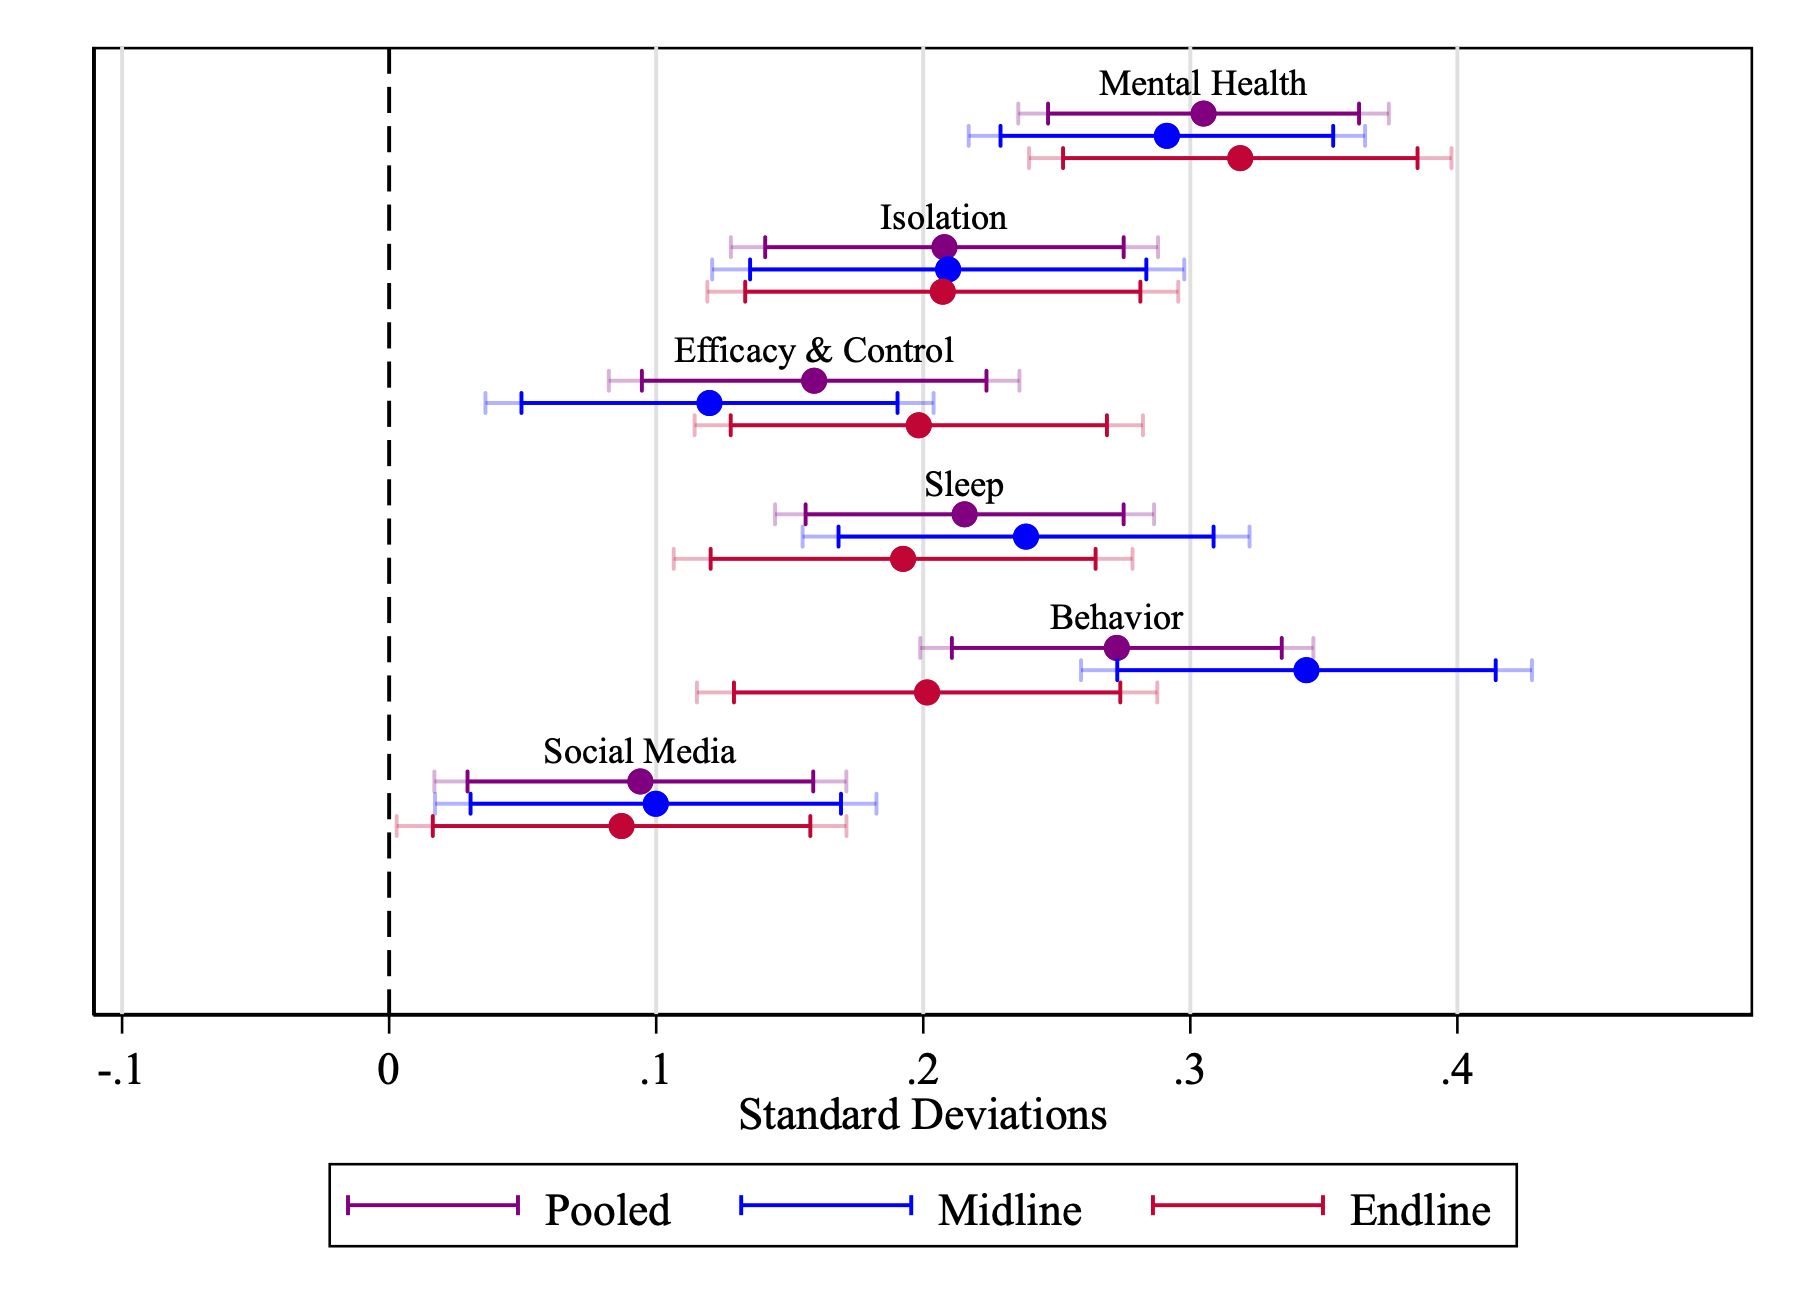 Mental Health
Isolation
Efficacy & Control
Sleep
Behavior
Social Media
-.1 0 .1 .2 .3 .4
Standard Deviations
Pooled Midline Endline